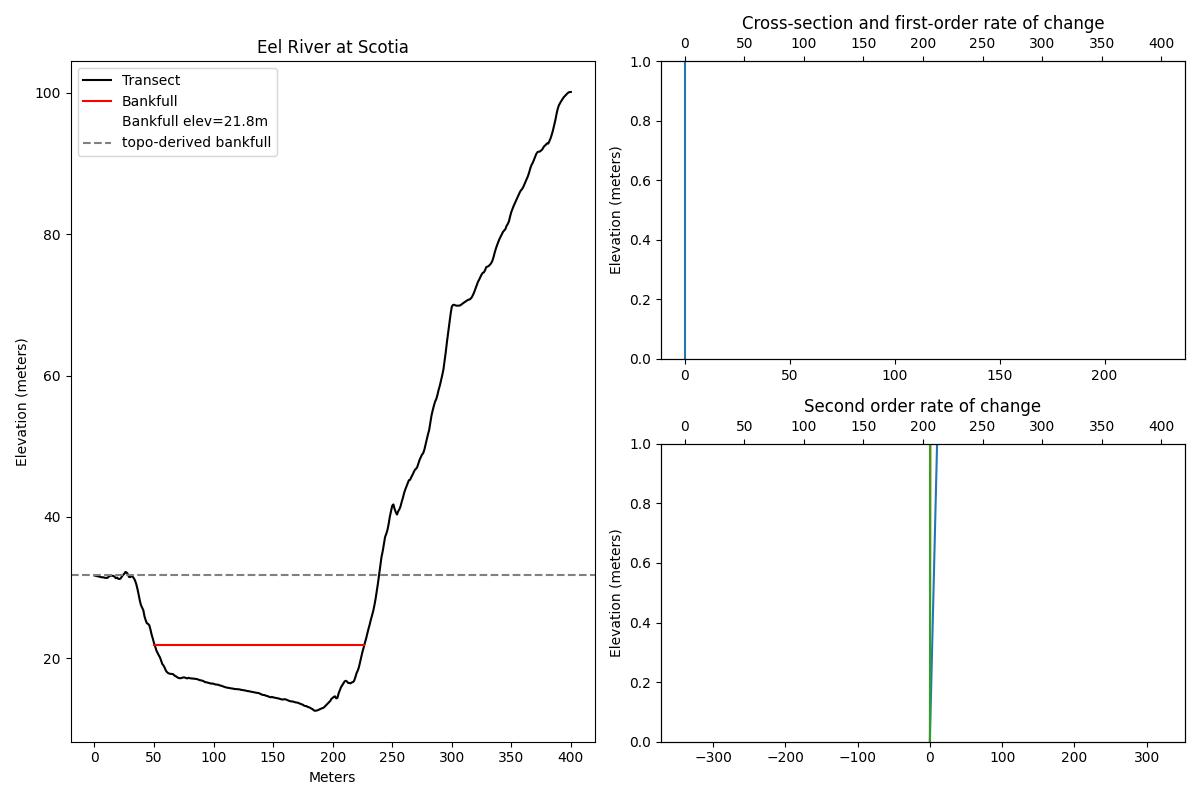 Eel River at Scotia
Transect
Bankfull
Bankfull elev=21.8m
topo-derived bankfull
100
80
60
40
20
Elevation (meters)
0 50 100 150 200 250 300 350 400
Meters
Cross-section and first-order rate of change
0 50 100 150 200 250 300 350 400
1.0
0.8
0.6
0.4
0.2
0.0
Elevation (meters)
0 50 100 150 200
Second order rate of change
0 50 100 150 200 250 300 350 400
1.0
0.8
0.6
0.4
0.2
0.0
Elevation (meters)
−300 −200 −100 0 100 200 300